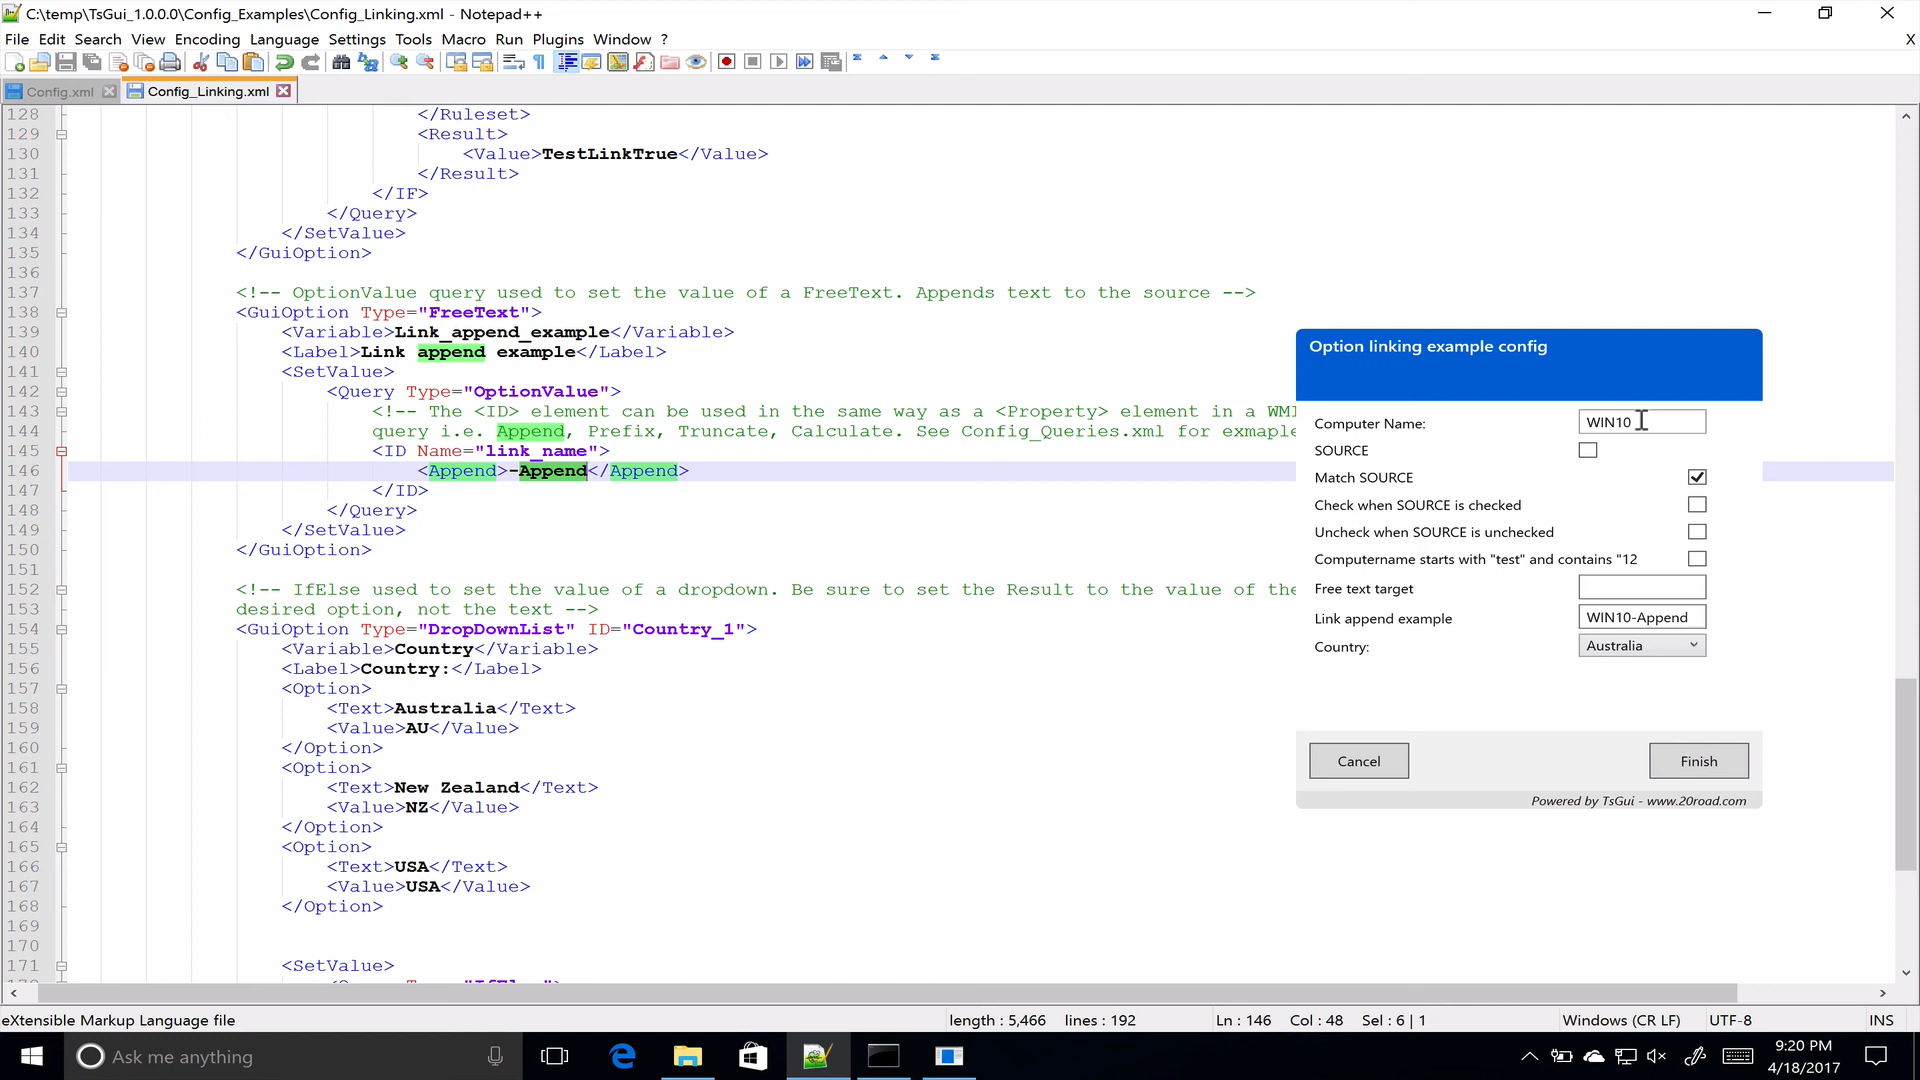 C:\temp\TsGui_1.0.0.0\Config_Examples\Config_Linking.xml - Notepad++
File Edit Search View Encoding Language Settings Tools Macro Run Plugins Window ? X
Config.xml Config_Linking.xml
128 </Ruleset>
129 <Result>
130 <Value>TestLinkTrue</Value>
131 </Result>
132 </IF>
133 </Query>
134 </SetValue>
135 </GuiOption>
136
137 <!-- OptionValue query used to set the value of a FreeText. Appends text to the source -->
138 <GuiOption Type="FreeText">
139 <Variable>Link_append_example</Variable>
140 <Label>Link append example</Label>
141 <SetValue>
142 <Query Type="OptionValue">
143 <!-- The <ID> element can be used in the same way as a <Property> element in a WMI
144 query i.e. Append, Prefix, Truncate, Calculate. See Config_Queries.xml for exmaple
145 <ID Name="link_name">
146 <Append>-Append</Append>
147 </ID>
148 </Query>
149 </SetValue>
150 </GuiOption>
151
152 <!-- IfElse used to set the value of a dropdown. Be sure to set the Result to the value of the
153 desired option, not the text -->
154 <GuiOption Type="DropDownList" ID="Country_1">
155 <Variable>Country</Variable>
156 <Label>Country:</Label>
157 <Option>
158 <Text>Australia</Text>
159 <Value>AU</Value>
160 </Option>
161 <Option>
162 <Text>New Zealand</Text>
163 <Value>NZ</Value>
164 </Option>
165 <Option>
166 <Text>USA</Text>
167 <Value>USA</Value>
168 </Option>
169
170
171 <SetValue>
Option linking example config
Computer Name: WIN10
SOURCE
Match SOURCE
Check when SOURCE is checked
Uncheck when SOURCE is unchecked
Computername starts with "test" and contains "12
Free text target
Link append example WIN10-Append
Country: Australia
Cancel Finish
Powered by TsGui - www.20road.com
eXtensible Markup Language file length : 5,466 lines : 192 Ln : 146 Col : 48 Sel : 6 | 1 Windows (CR LF) UTF-8 INS
Ask me anything
9:20 PM
4/18/2017